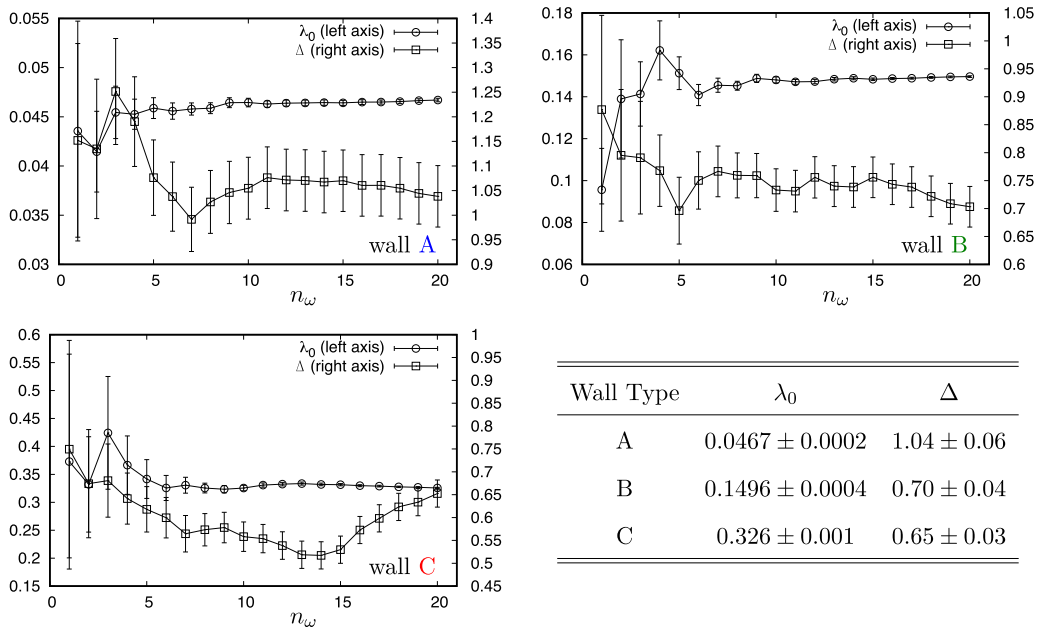 0.055
0.05
0.045
0.04
0.035
0.03
1.4
1.35
1.3
1.25
1.2
1.15
1.1
1.05
1
0.95
0.9
0 5 10 15 20
λ₀ (left axis)
Δ (right axis)
wall A
n_ω
0.18
0.16
0.14
0.12
0.1
0.08
0.06
1.05
1
0.95
0.9
0.85
0.8
0.75
0.7
0.65
0.6
0 5 10 15 20
λ₀ (left axis)
Δ (right axis)
wall B
n_ω
0.6
0.55
0.5
0.45
0.4
0.35
0.3
0.25
0.2
0.15
1
0.95
0.9
0.85
0.8
0.75
0.7
0.65
0.6
0.55
0.5
0.45
0 5 10 15 20
λ₀ (left axis)
Δ (right axis)
wall C
n_ω
Wall Type λ₀ Δ
A 0.0467 ± 0.0002 1.04 ± 0.06
B 0.1496 ± 0.0004 0.70 ± 0.04
C 0.326 ± 0.001 0.65 ± 0.03